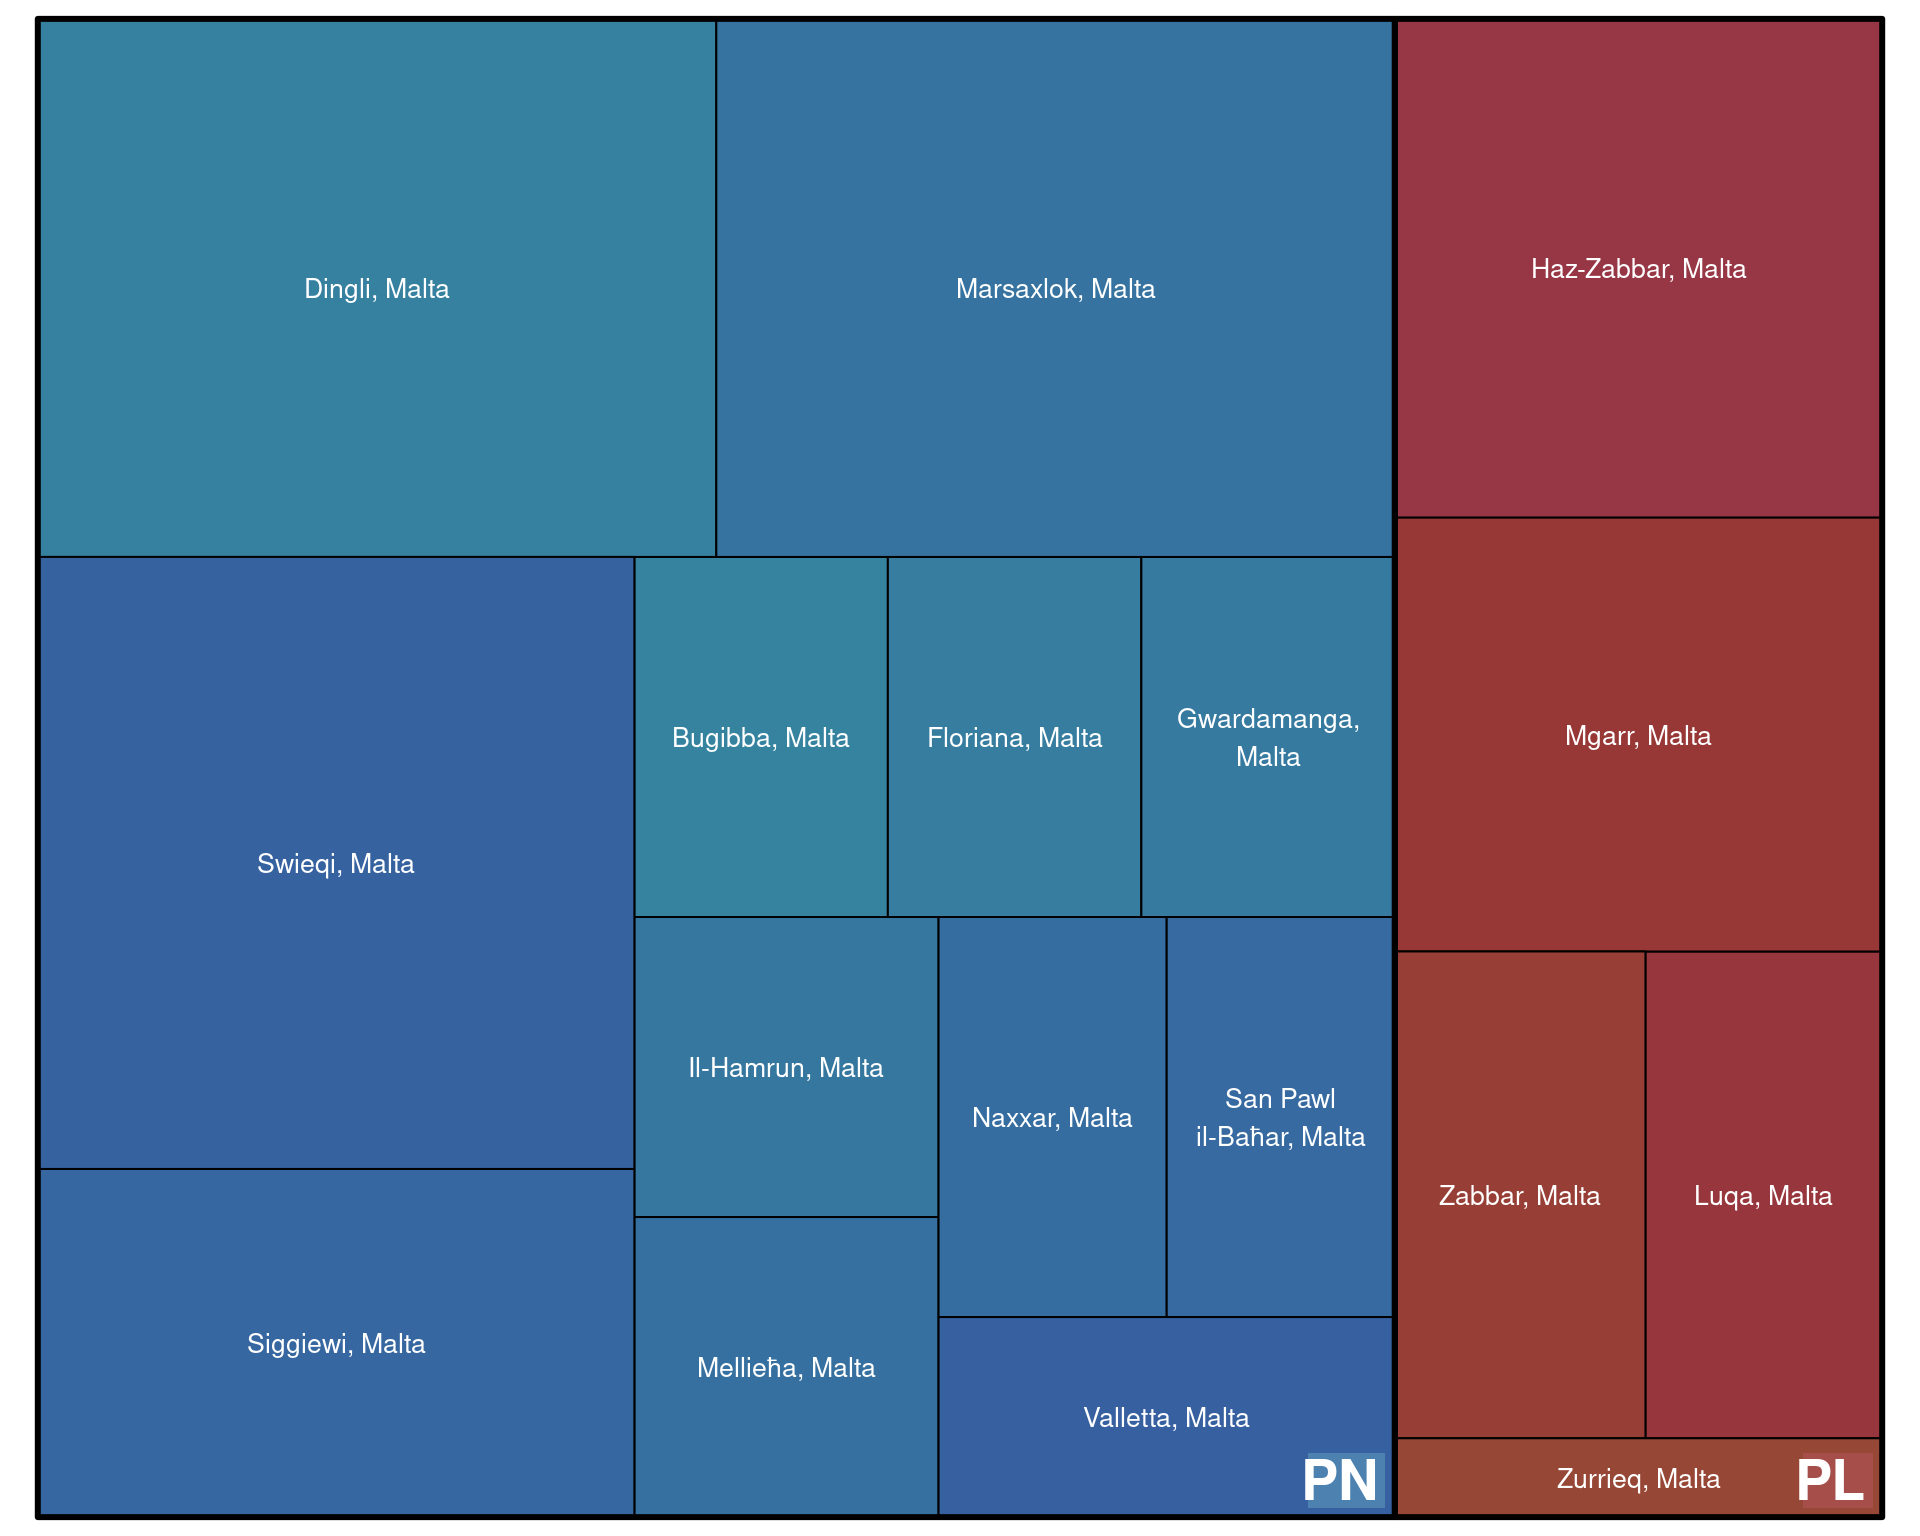 Dingli, Malta
Marsaxlok, Malta
Haz-Zabbar, Malta
Mgarr, Malta
Swieqi, Malta
Bugibba, Malta
Floriana, Malta
Gwardamanga,
Malta
Il-Hamrun, Malta
Naxxar, Malta
San Pawl
il-Baħar, Malta
Zabbar, Malta
Luqa, Malta
Siggiewi, Malta
Mellieħa, Malta
Valletta, Malta
PN
Zurrieq, Malta
PL